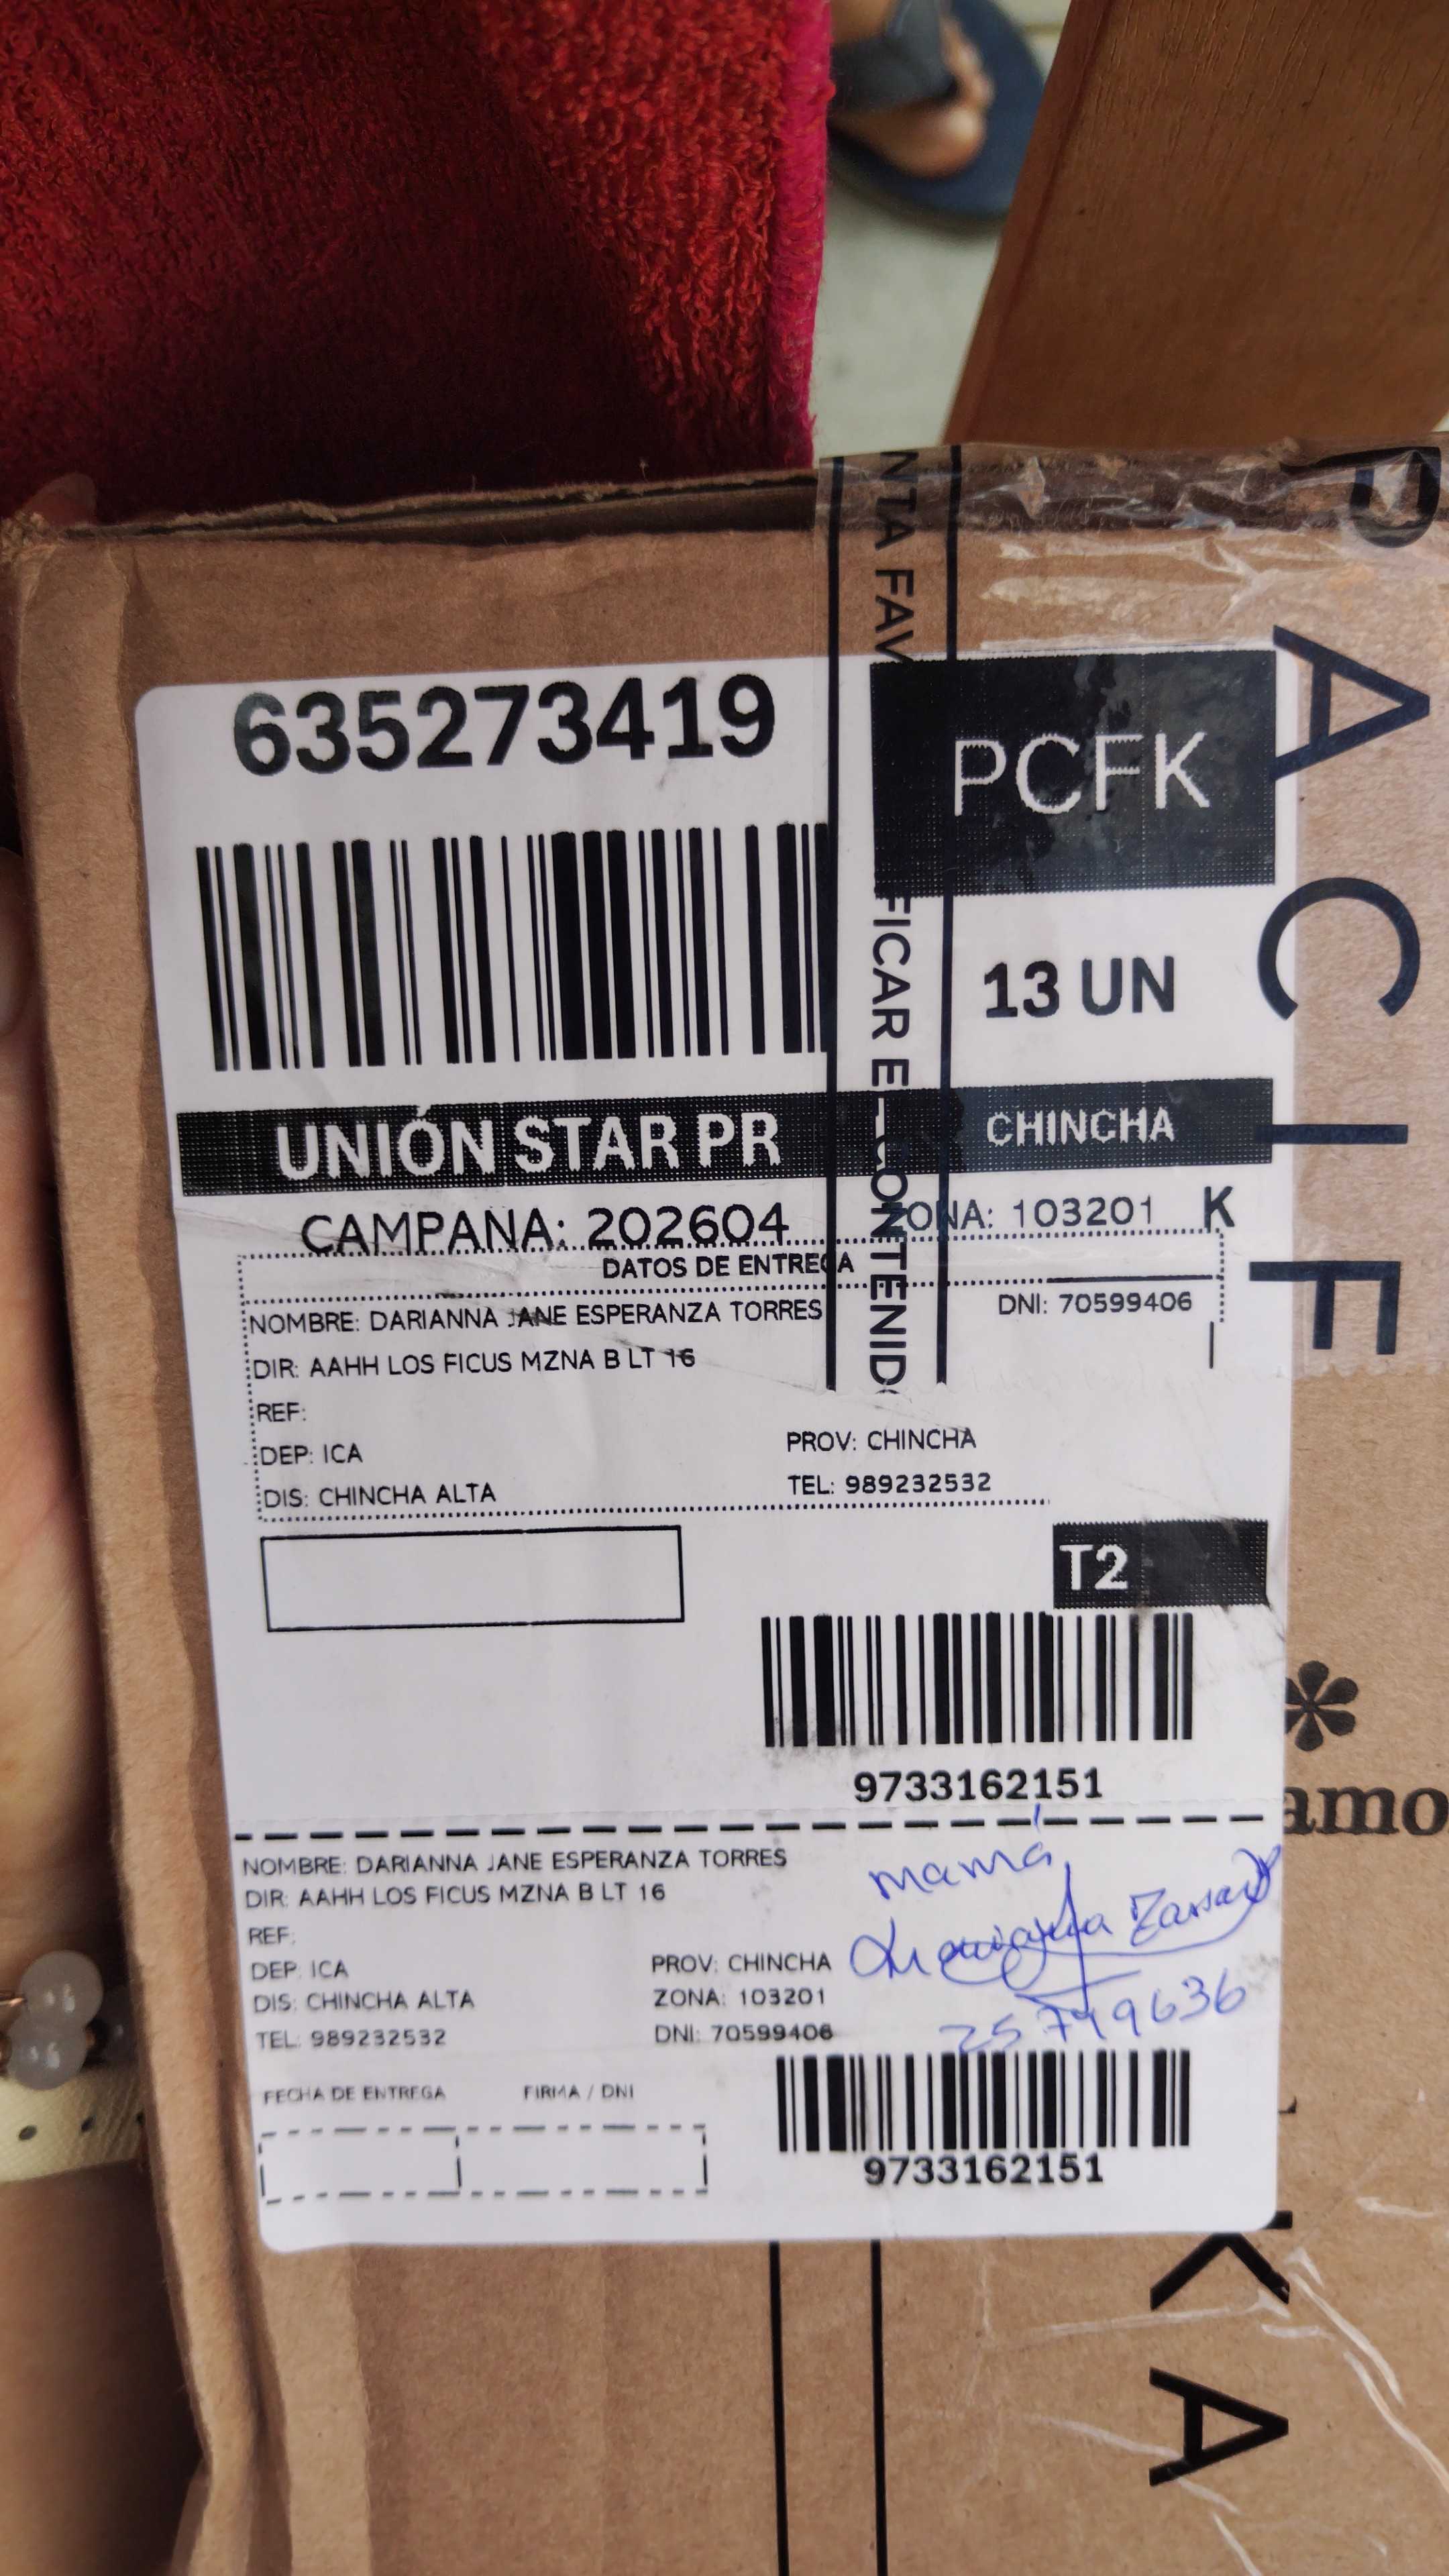 NTA FAV
FICAR EL CONTENIDO
PACIFIKA
635273419
PCFK
13 UN
UNIÓN STAR PR
CHINCHA
CAMPANA: 202604
ZONA: 103201 K
DATOS DE ENTREGA
NOMBRE: DARIANNA JANE ESPERANZA TORRES
DNI: 70599406
DIR: AAHH LOS FICUS MZNA B LT 16
REF:
DEP: ICA
PROV: CHINCHA
DIS: CHINCHA ALTA
TEL: 989232532
T2
9733162151
amo
NOMBRE: DARIANNA JANE ESPERANZA TORRES
mamá
DIR: AAHH LOS FICUS MZNA B LT 16
REF:
DEP: ICA
PROV: CHINCHA
DIS: CHINCHA ALTA
ZONA: 103201
TEL: 989232532
DNI: 70599406
FECHA DE ENTREGA
FIRMA / DNI
9733162151